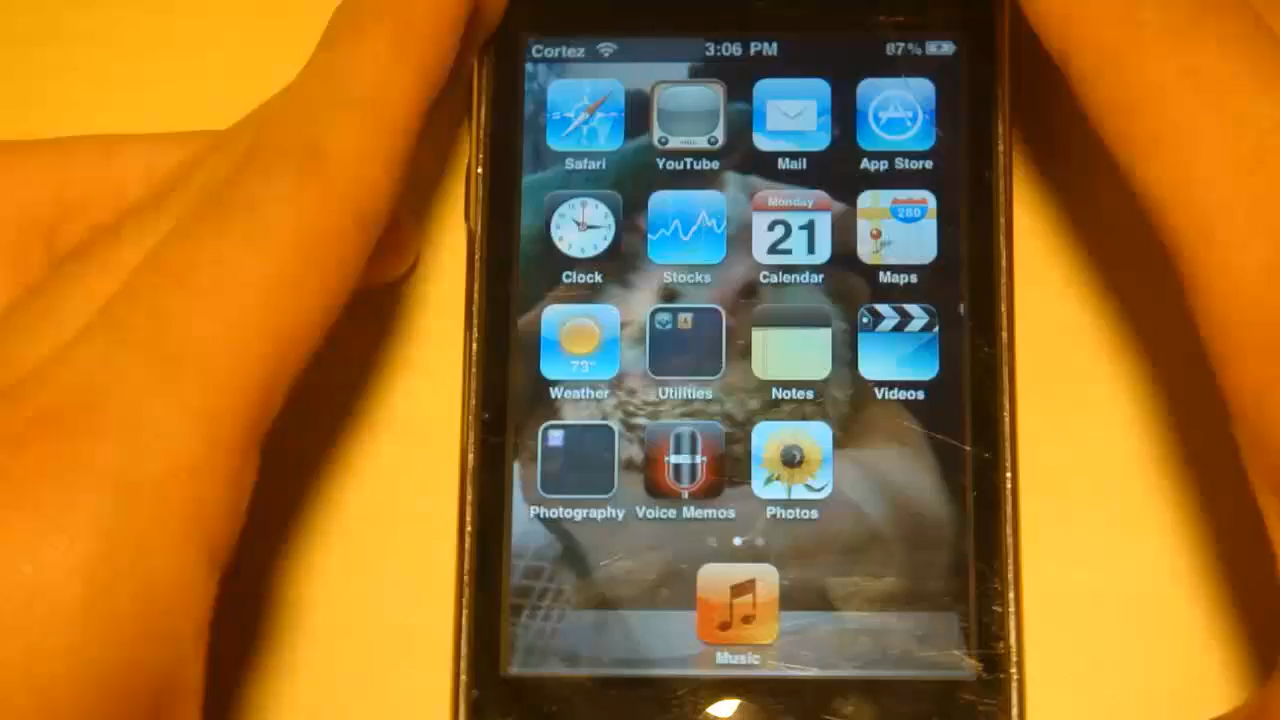 Cortez 3:06 PM 87%
Safari YouTube Mail App Store
Monday
21
280
Clock Stocks Calendar Maps
73°
Weather Utilities Notes Videos
Photography Voice Memos Photos
Music